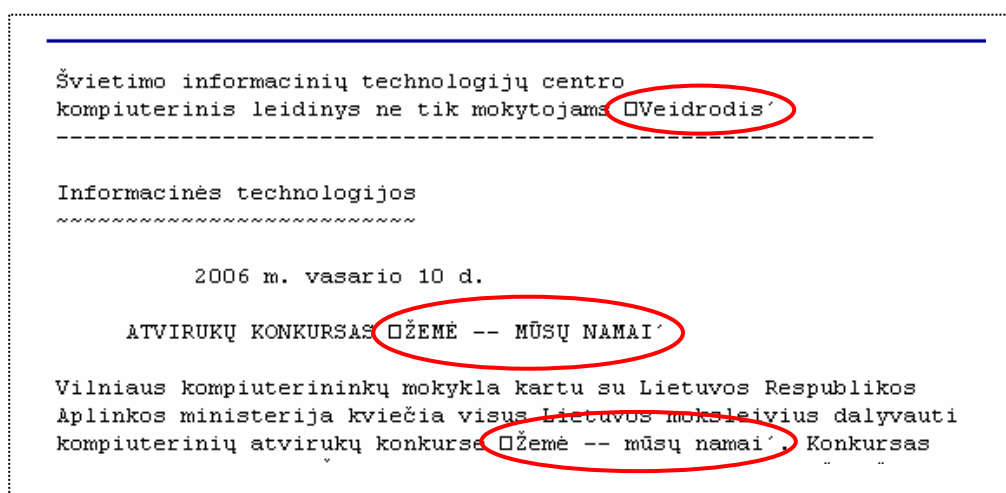 Švietimo informacinių technologijų centro
kompiuterinis leidinys ne tik mokytojams □Veidrodis´
-----------------------------------------------------------
Informacinės technologijos
~~~~~~~~~~~~~~~~~~~~~~~~~~
2006 m. vasario 10 d.
ATVIRUKŲ KONKURSAS □ŽEMĖ -- MŪSŲ NAMAI´
Vilniaus kompiuterininkų mokykla kartu su Lietuvos Respublikos
Aplinkos ministerija kviečia visus Lietuvos moksleivius dalyvauti
kompiuterinių atvirukų konkurse □Žemė -- mūsų namai´. Konkursas